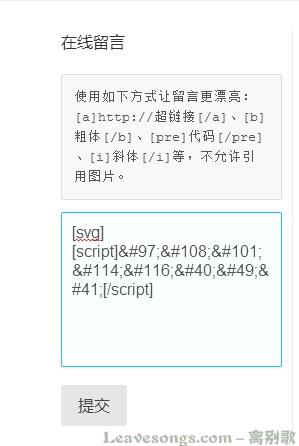 在线留言
使用如下方式让留言更漂亮：
[a]http://超链接[/a]、[b]
粗体[/b]、[pre]代码[/pre]
、[i]斜体[/i]等，不允许引
用图片。
[svg]
[script]&#97;&#108;&#101;
&#114;&#116;&#40;&#49;&
#41;[/script]
提交
Leavesongs.com – 离别歌